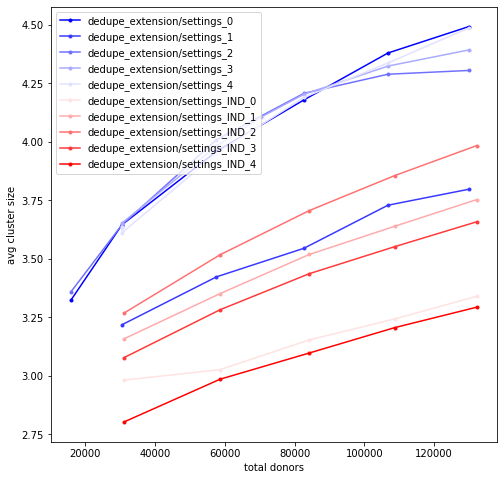 4.50
4.25
4.00
3.75
3.50
3.25
3.00
2.75
avg cluster size
dedupe_extension/settings_0
dedupe_extension/settings_1
dedupe_extension/settings_2
dedupe_extension/settings_3
dedupe_extension/settings_4
dedupe_extension/settings_IND_0
dedupe_extension/settings_IND_1
dedupe_extension/settings_IND_2
dedupe_extension/settings_IND_3
dedupe_extension/settings_IND_4
20000 40000 60000 80000 100000 120000
total donors